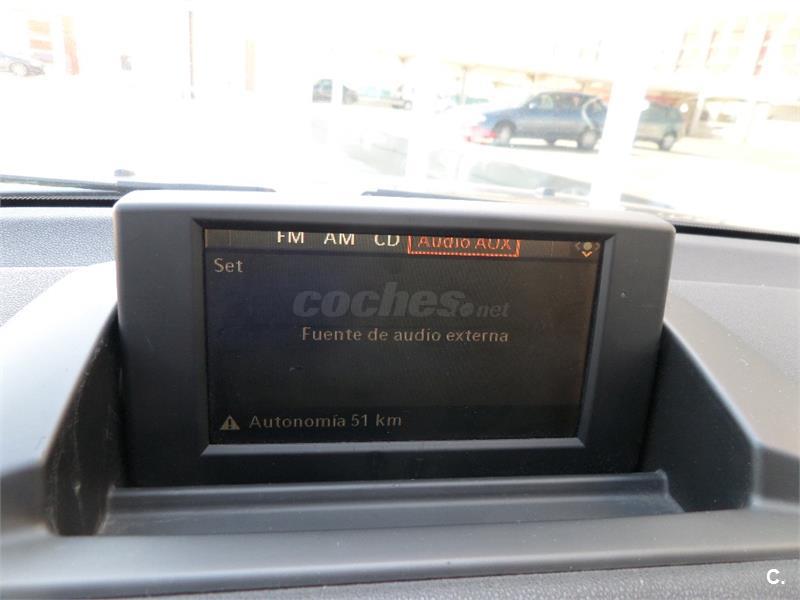 FM AM CD Audio AUX
Set
coches.net
Fuente de audio externa
Autonomía 51 km
C.